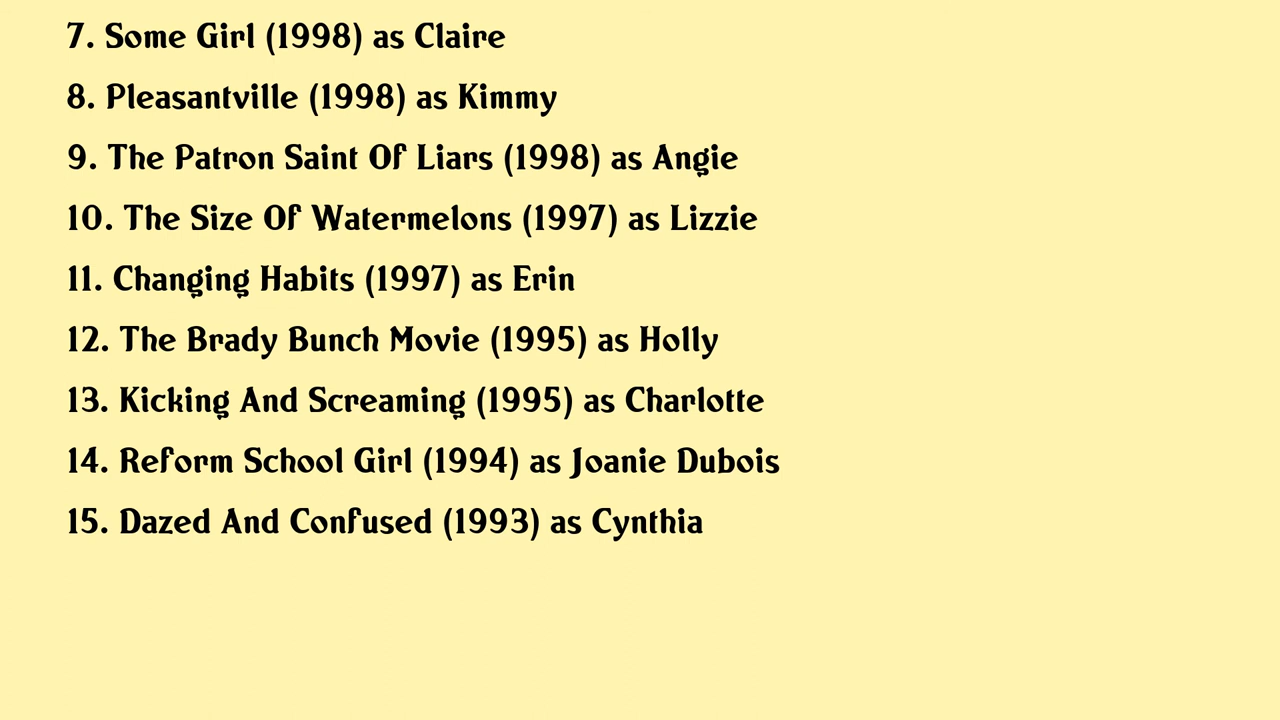 7. Some Girl (1998) as Claire
8. Pleasantville (1998) as Kimmy
9. The Patron Saint Of Liars (1998) as Angie
10. The Size Of Watermelons (1997) as Lizzie
11. Changing Habits (1997) as Erin
12. The Brady Bunch Movie (1995) as Holly
13. Kicking And Screaming (1995) as Charlotte
14. Reform School Girl (1994) as Joanie Dubois
15. Dazed And Confused (1993) as Cynthia